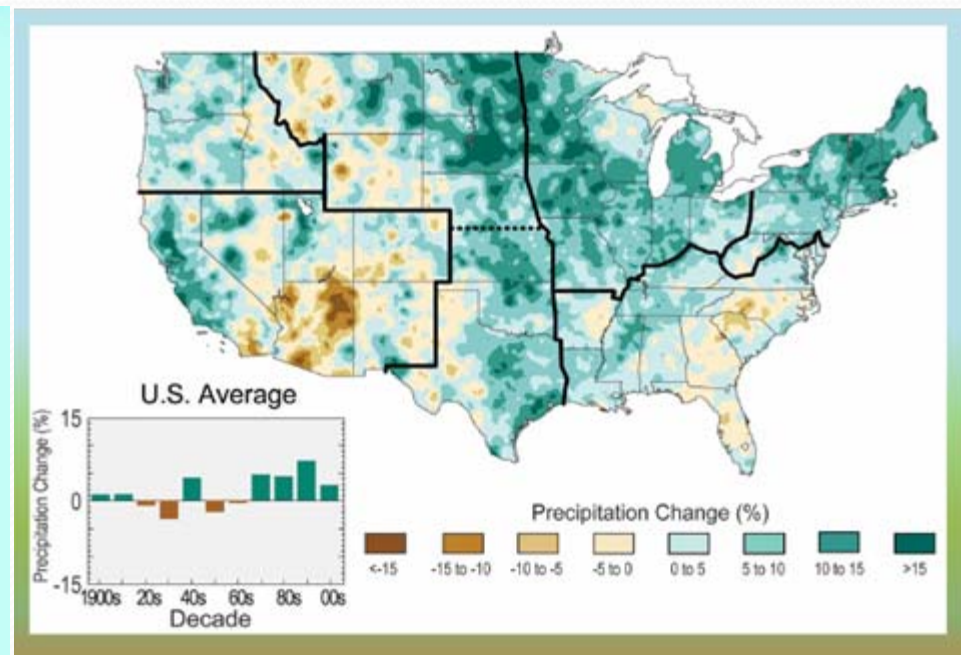 U.S. Average
Precipitation Change (%)
15
0
-15
1900s 20s 40s 60s 80s 00s
Decade
Precipitation Change (%)
<-15 -15 to -10 -10 to -5 -5 to 0 0 to 5 5 to 10 10 to 15 >15